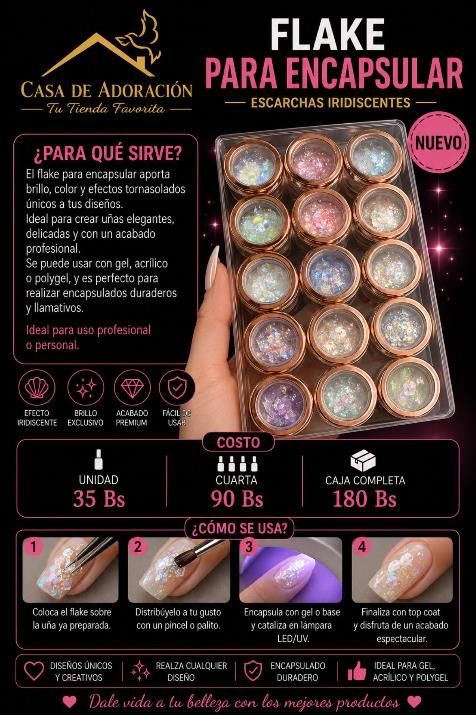 CASA DE ADORACIÓN
Tu Tienda Favorita
FLAKE
PARA ENCAPSULAR
ESCARCHAS IRIDISCENTES
NUEVO
¿PARA QUÉ SIRVE?
El flake para encapsular aporta
brillo, color y efectos tornasolados
únicos a tus diseños.
Ideal para crear uñas elegantes,
delicadas y con un acabado
profesional.
Se puede usar con gel, acrílico
o polygel, y es perfecto para
realizar encapsulados duraderos
y llamativos.
Ideal para uso profesional
o personal.
EFECTO
IRIDISCENTE
BRILLO
EXCLUSIVO
ACABADO
PREMIUM
FÁCIL DE
USAR
COSTO
UNIDAD
35 Bs
CUARTA
90 Bs
CAJA COMPLETA
180 Bs
¿CÓMO SE USA?
1
Coloca el flake sobre
la uña ya preparada.
2
Distribúyelo a tu gusto
con un pincel o palito.
3
Encapsula con gel o base
y cataliza en lámpara
LED/UV.
4
Finaliza con top coat
y disfruta de un acabado
espectacular.
DISEÑOS ÚNICOS
Y CREATIVOS
REALZA CUALQUIER
DISEÑO
ENCAPSULADO
DURADERO
IDEAL PARA GEL,
ACRÍLICO Y POLYGEL
Dale vida a tu belleza con los mejores productos